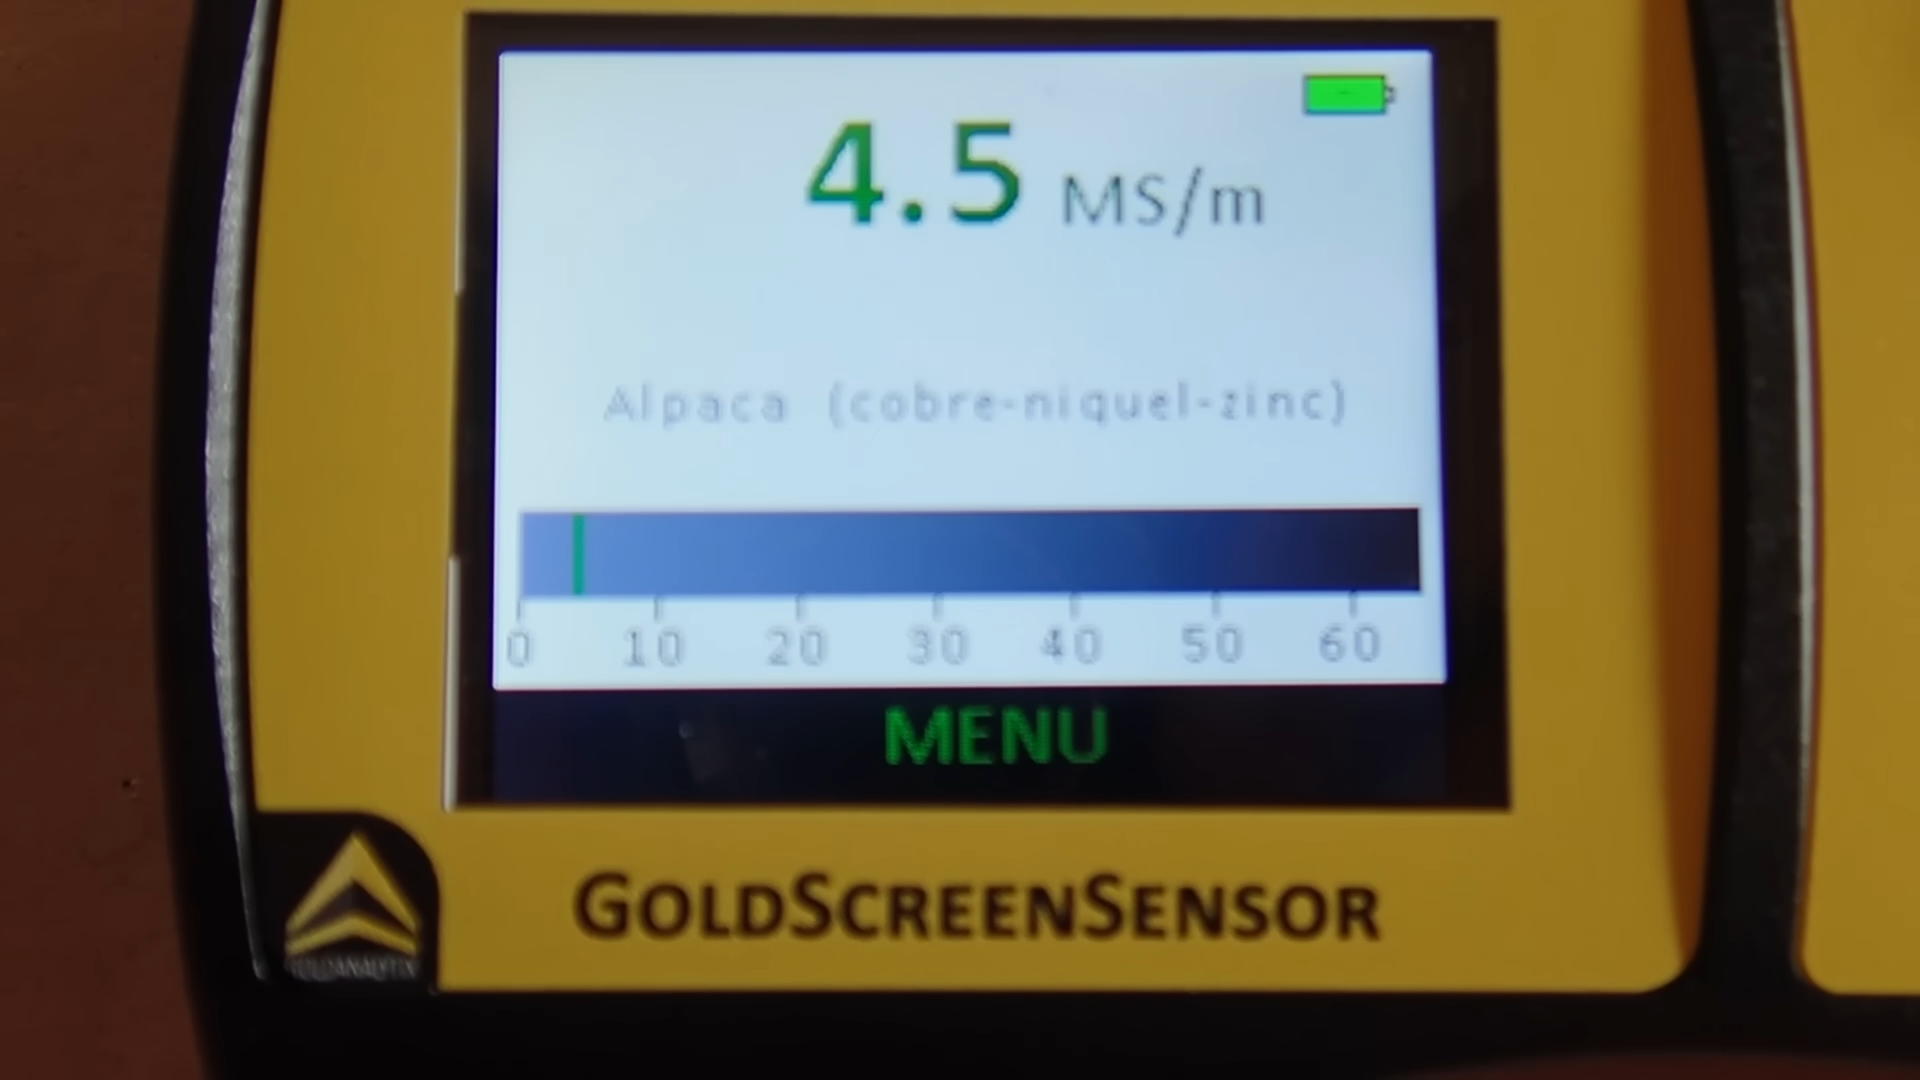 4.5 MS/m
Alpaca (cobre-niquel-zinc)
0 10 20 30 40 50 60
MENU
GOLDSCREENSENSOR